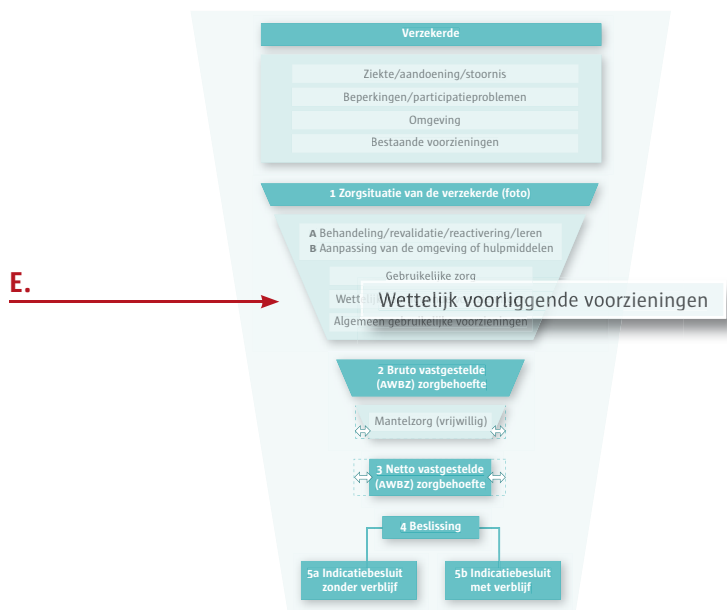 Verzekerde
Ziekte/aandoening/stoornis
Beperkingen/participatieproblemen
Omgeving
Bestaande voorzieningen
1 Zorgsituatie van de verzekerde (foto)
A Behandeling/revalidatie/reactivering/leren
B Aanpassing van de omgeving of hulpmiddelen
Gebruikelijke zorg
E.
Wettelijk voorliggende voorzieningen
Algemeen gebruikelijke voorzieningen
2 Bruto vastgestelde
(AWBZ) zorgbehoefte
Mantelzorg (vrijwillig)
3 Netto vastgestelde
(AWBZ) zorgbehoefte
4 Beslissing
5a Indicatiebesluit
zonder verblijf
5b Indicatiebesluit
met verblijf